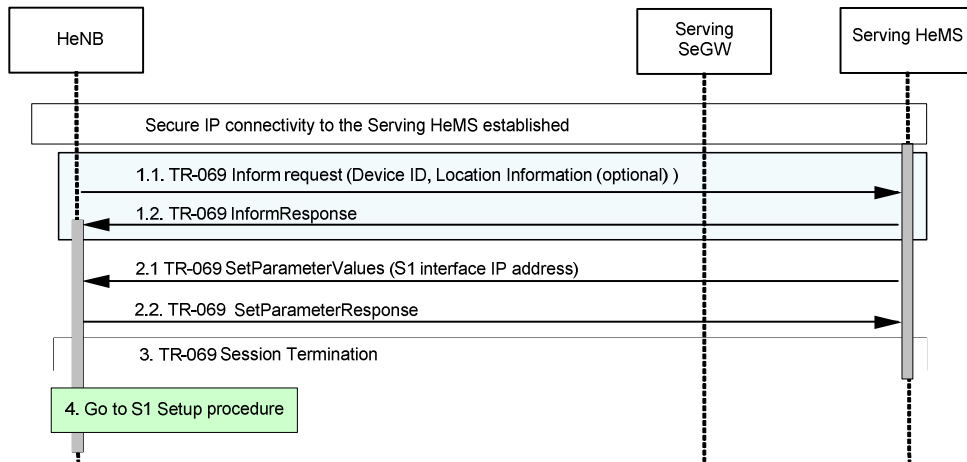 HeNB
Serving
SeGW
Serving HeMS
Secure IP connectivity to the Serving HeMS established
1.1. TR-069 Inform request (Device ID, Location Information (optional) )
1.2. TR-069 InformResponse
2.1 TR-069 SetParameterValues (S1 interface IP address)
2.2. TR-069 SetParameterResponse
3. TR-069 Session Termination
4. Go to S1 Setup procedure